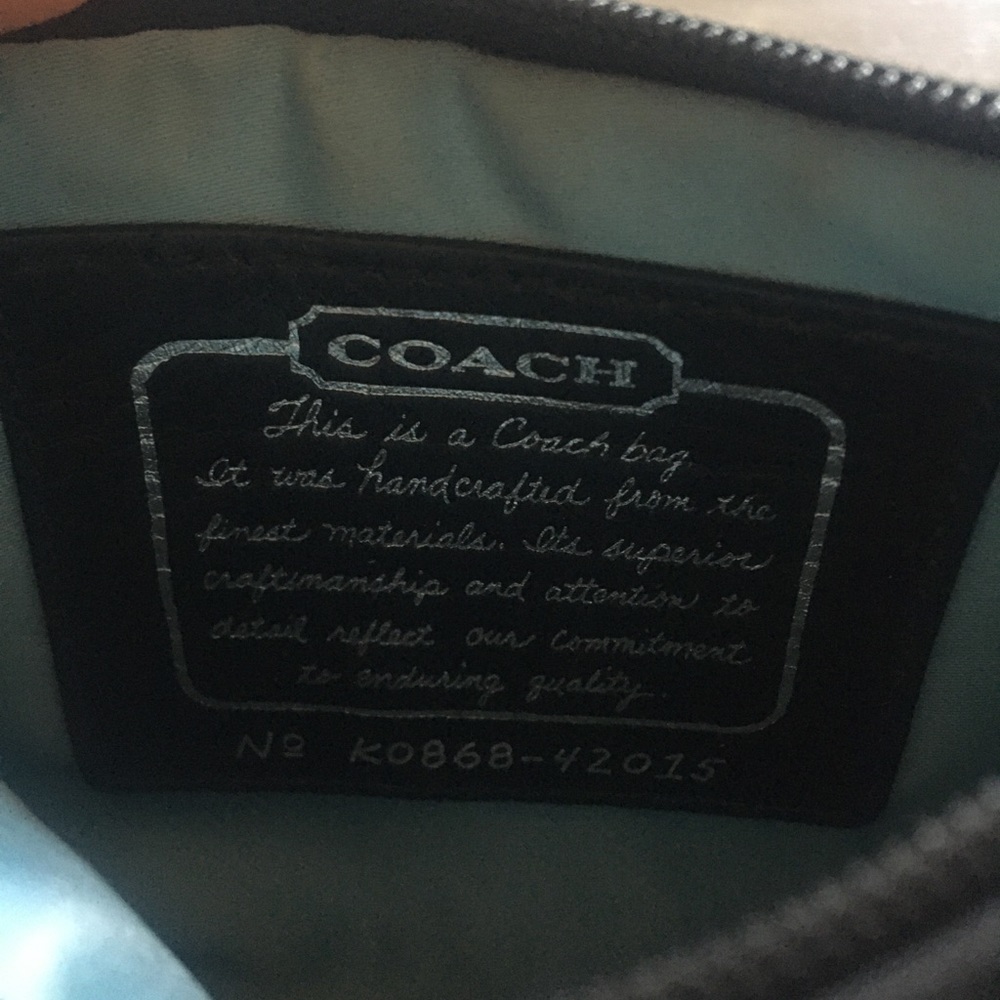 COACH
This is a Coach bag.
It was handcrafted from the
finest materials. Its superior
craftsmanship and attention to
detail reflect our commitment
to enduring quality.
Nº K0868-42015